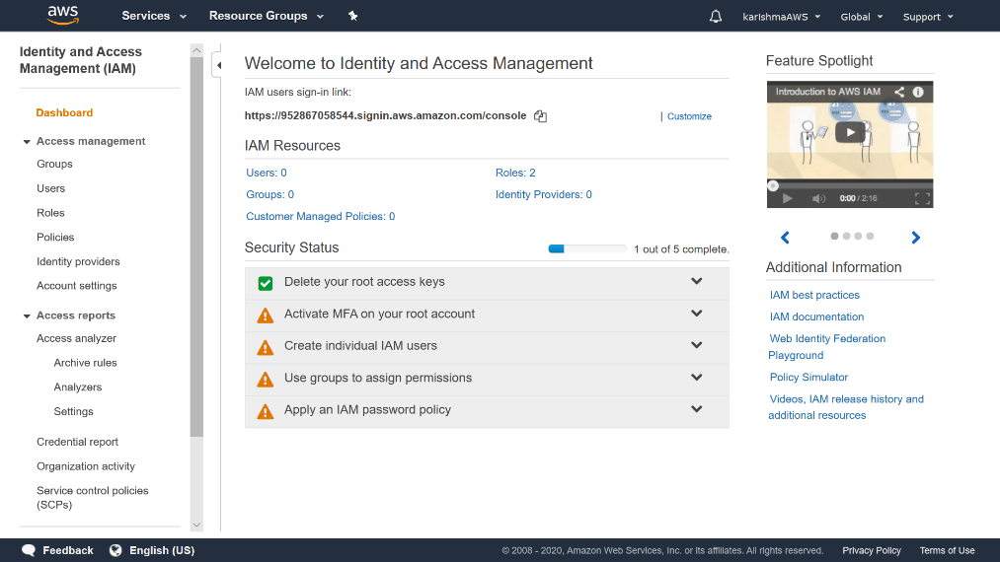 aws
Services
Resource Groups
karishmaAWS
Global
Support
Identity and Access
Management (IAM)
Dashboard
Access management
Groups
Users
Roles
Policies
Identity providers
Account settings
Access reports
Access analyzer
Archive rules
Analyzers
Settings
Credential report
Organization activity
Service control policies
(SCPs)
Welcome to Identity and Access Management
IAM users sign-in link:
https://952867058544.signin.aws.amazon.com/console
| Customize
IAM Resources
Users: 0
Roles: 2
Groups: 0
Identity Providers: 0
Customer Managed Policies: 0
Security Status
1 out of 5 complete.
Delete your root access keys
Activate MFA on your root account
Create individual IAM users
Use groups to assign permissions
Apply an IAM password policy
Feature Spotlight
Introduction to AWS IAM
0:00 / 2:16
Additional Information
IAM best practices
IAM documentation
Web Identity Federation
Playground
Policy Simulator
Videos, IAM release history and
additional resources
Feedback
English (US)
© 2008 - 2020, Amazon Web Services, Inc. or its affiliates. All rights reserved.
Privacy Policy
Terms of Use